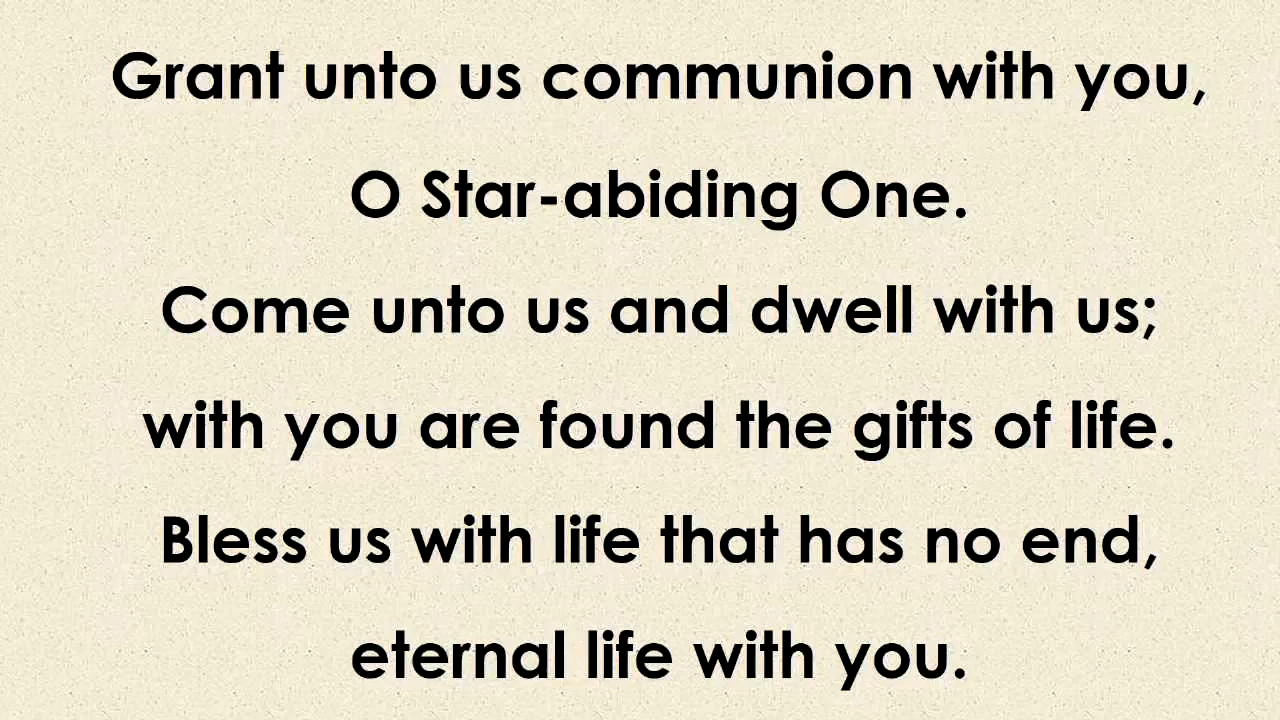 Grant unto us communion with you,
O Star-abiding One.
Come unto us and dwell with us;
with you are found the gifts of life.
Bless us with life that has no end,
eternal life with you.